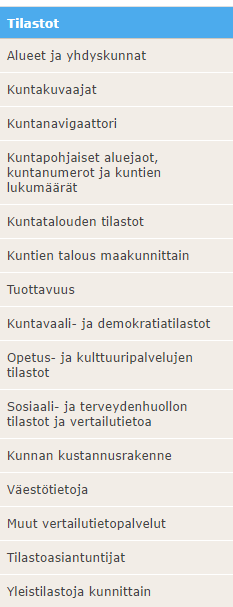 Tilastot
Alueet ja yhdyskunnat
Kuntakuvaajat
Kuntanavigaattori
Kuntapohjaiset aluejaot,
kuntanumerot ja kuntien
lukumäärät
Kuntatalouden tilastot
Kuntien talous maakunnittain
Tuottavuus
Kuntavaali- ja demokratiatilastot
Opetus- ja kulttuuripalvelujen
tilastot
Sosiaali- ja terveydenhuollon
tilastot ja vertailutietoa
Kunnan kustannusrakenne
Väestötietoja
Muut vertailutietopalvelut
Tilastoasiantuntijat
Yleistilastoja kunnittain